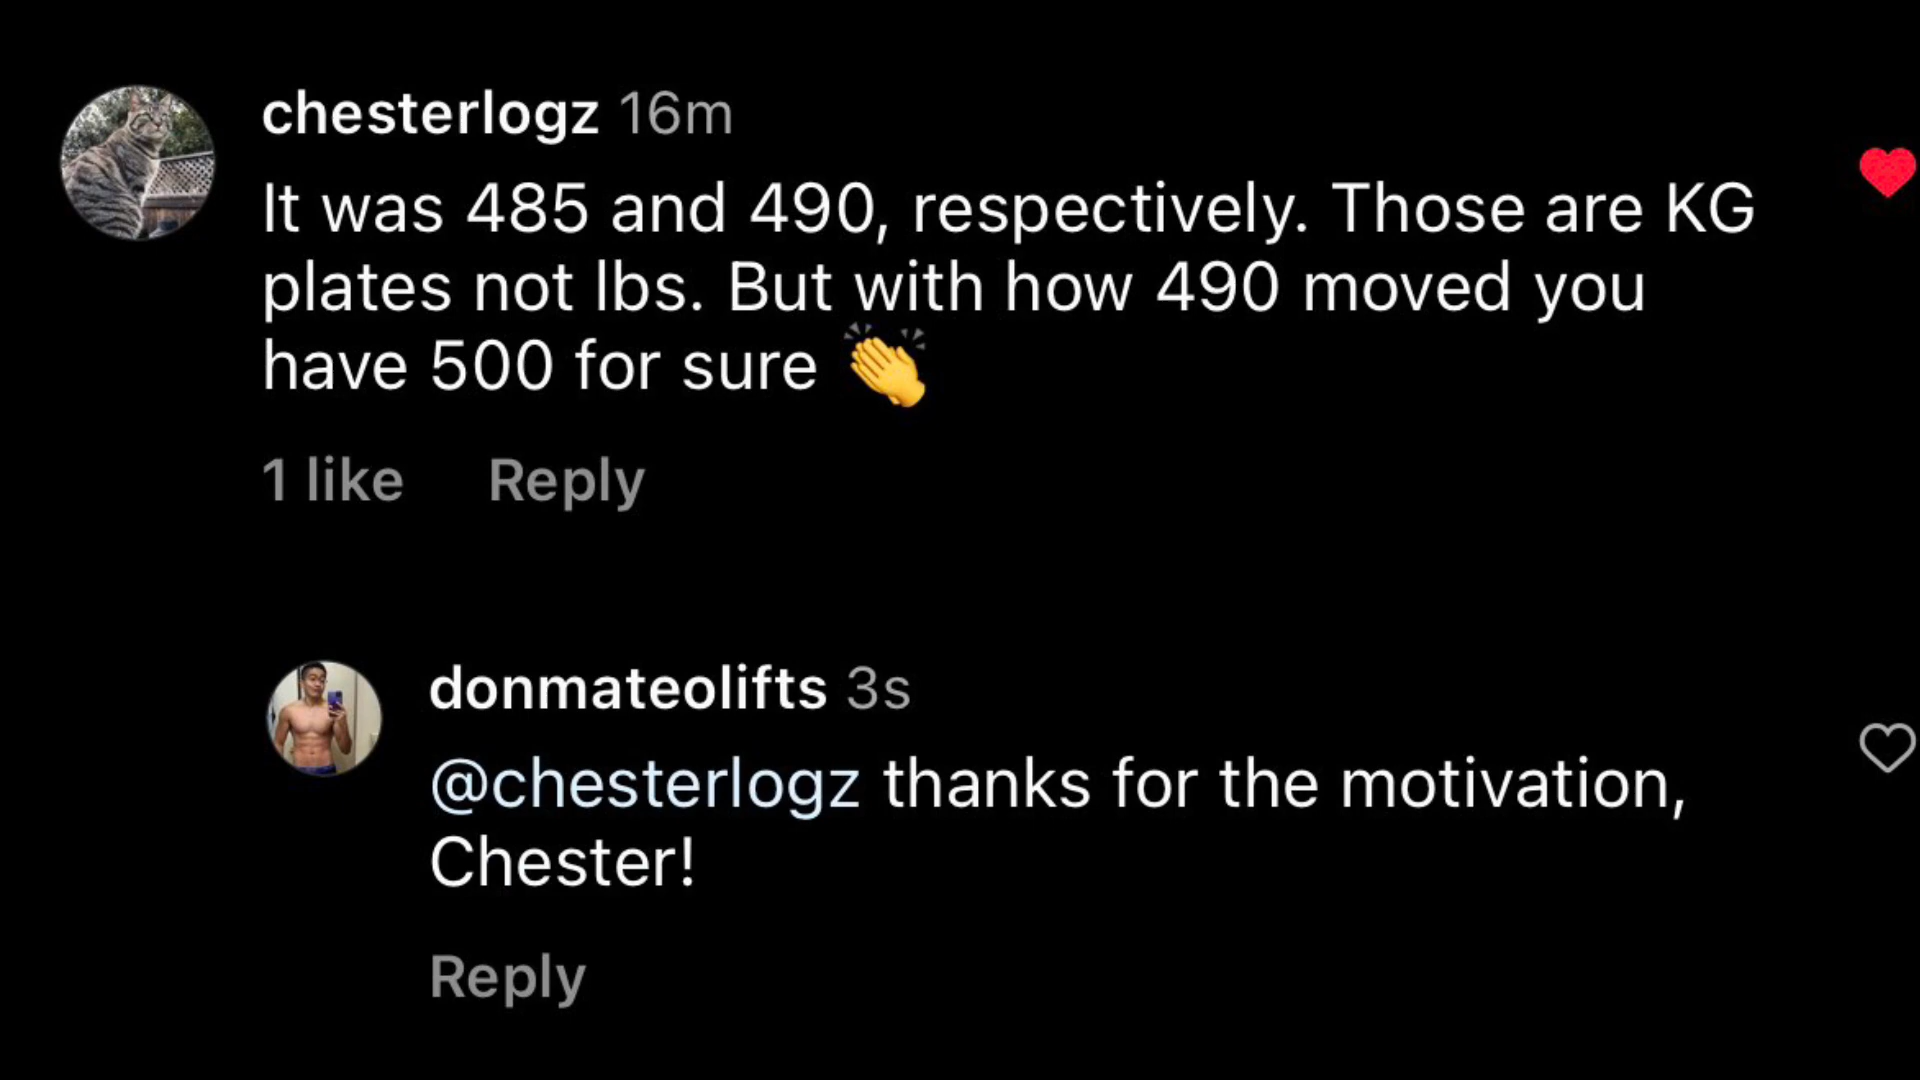 chesterlogz 16m
It was 485 and 490, respectively. Those are KG
plates not lbs. But with how 490 moved you
have 500 for sure 👏
1 like Reply
donmateolifts 3s
@chesterlogz thanks for the motivation,
Chester!
Reply